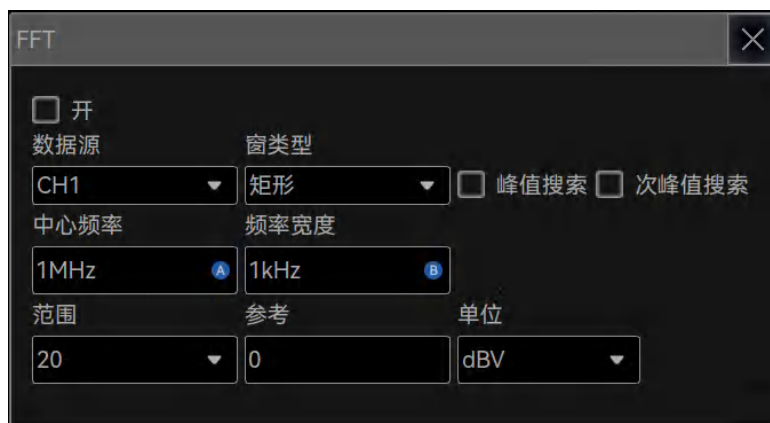 FFT
开
数据源 窗类型
CH1 矩形 峰值搜索 次峰值搜索
中心频率 频率宽度
1MHz A 1kHz B
范围 参考 单位
20 0 dBV